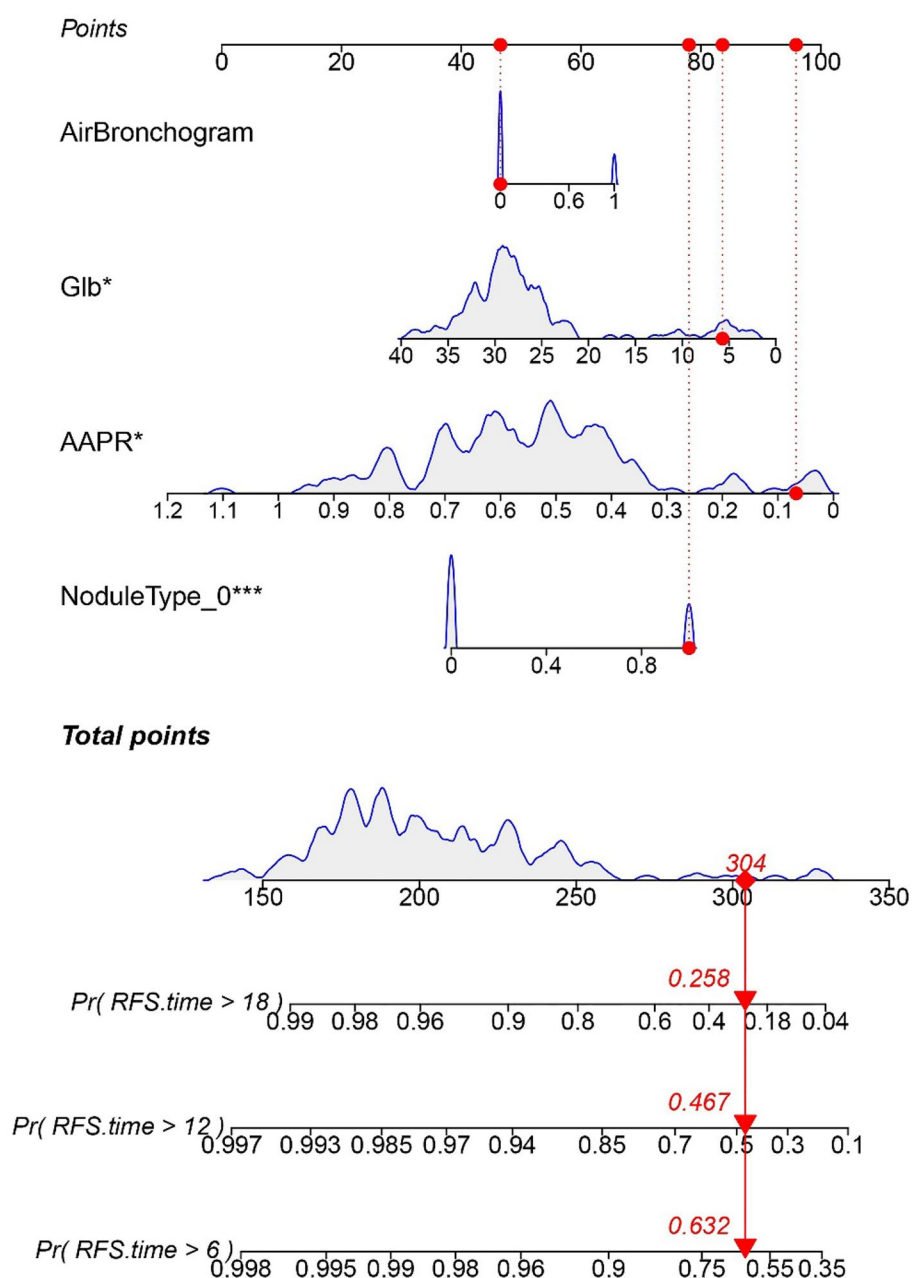 Points
0 20 40 60 80 100
AirBronchogram
0 0.6 1
Glb*
40 35 30 25 20 15 10 5 0
AAPR*
1.2 1.1 1 0.9 0.8 0.7 0.6 0.5 0.4 0.3 0.2 0.1 0
NoduleType_0***
0 0.4 0.8
Total points
304
150 200 250 300 350
0.258
Pr( RFS.time > 18 )
0.99 0.98 0.96 0.9 0.8 0.6 0.4 0.18 0.04
0.467
Pr( RFS.time > 12 )
0.997 0.993 0.985 0.97 0.94 0.85 0.7 0.5 0.3 0.1
0.632
Pr( RFS.time > 6 )
0.998 0.995 0.99 0.98 0.96 0.9 0.75 0.55 0.35